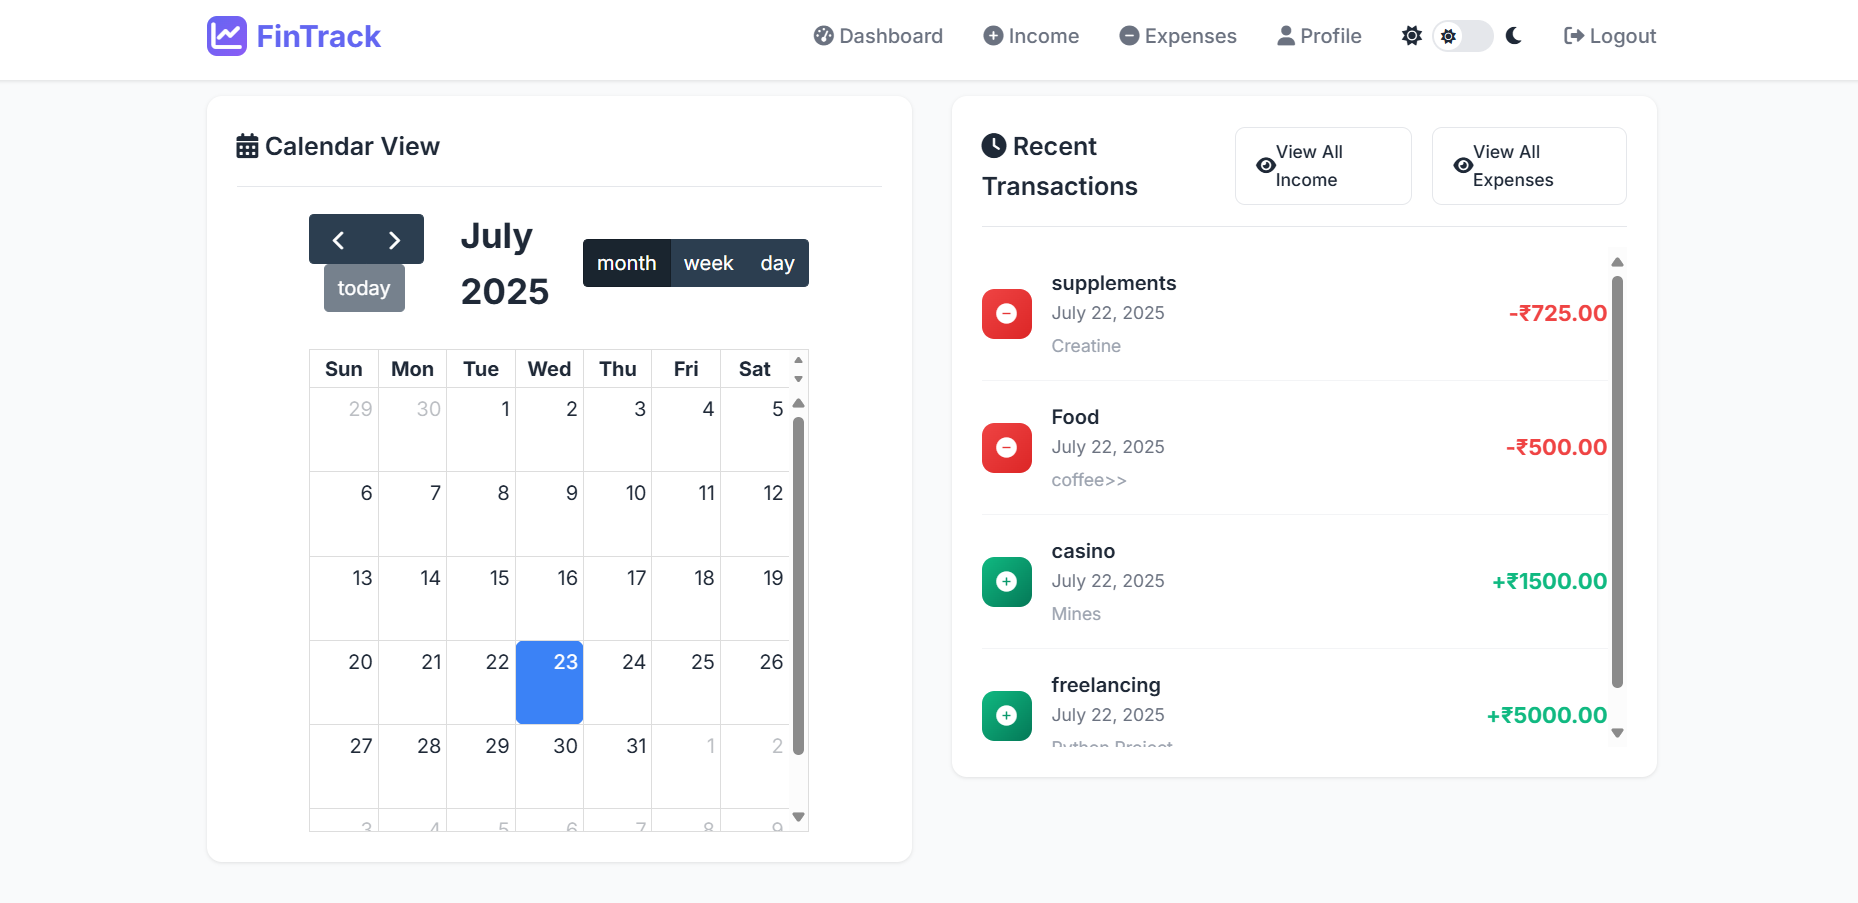 FinTrack
Dashboard
Income
Expenses
Profile
Logout
Calendar View
July
2025
today
month
week
day
Sun Mon Tue Wed Thu Fri Sat
29 30 1 2 3 4 5
6 7 8 9 10 11 12
13 14 15 16 17 18 19
20 21 22 23 24 25 26
27 28 29 30 31 1 2
3 4 5 6 7 8 9
Recent
Transactions
View All
Income
View All
Expenses
supplements
July 22, 2025
Creatine
-₹725.00
Food
July 22, 2025
coffee>>
-₹500.00
casino
July 22, 2025
Mines
+₹1500.00
freelancing
July 22, 2025
Python Project
+₹5000.00